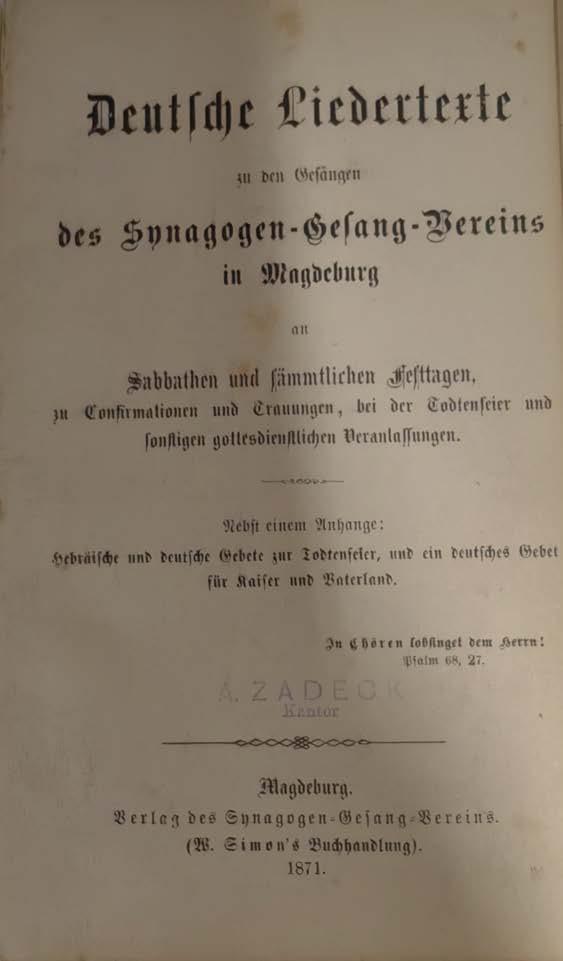 Deutſche Liedertexte
zu den Geſängen
des Synagogen-Geſang-Vereins
in Magdeburg
an
Sabbathen und ſämmtlichen Feſttagen,
zu Confirmationen und Trauungen, bei der Todtenfeier und
ſonſtigen gottesdienſtlichen Veranlaſſungen.
Nebſt einem Anhange:
Hebräiſche und deutſche Gebete zur Todtenfeier, und ein deutſches Gebet
für Kaiſer und Vaterland.
In Chören lobſinget dem Herrn!
Pſalm 68, 27.
A. ZADECK
Kantor
Magdeburg.
Verlag des Synagogen-Geſang-Vereins.
(W. Simon's Buchhandlung).
1871.